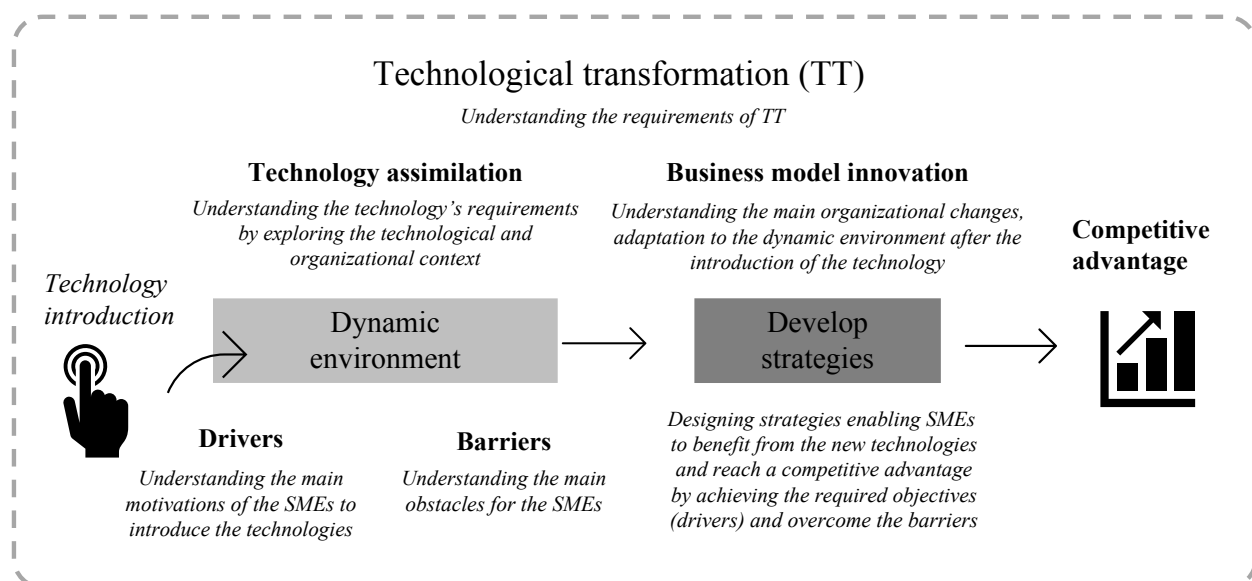 Technological transformation (TT)
Understanding the requirements of TT
Technology assimilation
Understanding the technology’s requirements
by exploring the technological and
organizational context
Business model innovation
Understanding the main organizational changes,
adaptation to the dynamic environment after the
introduction of the technology
Competitive
advantage
Technology
introduction
Dynamic
environment
Develop
strategies
Drivers
Understanding the main
motivations of the SMEs to
introduce the technologies
Barriers
Understanding the main
obstacles for the SMEs
Designing strategies enabling SMEs
to benefit from the new technologies
and reach a competitive advantage
by achieving the required objectives
(drivers) and overcome the barriers